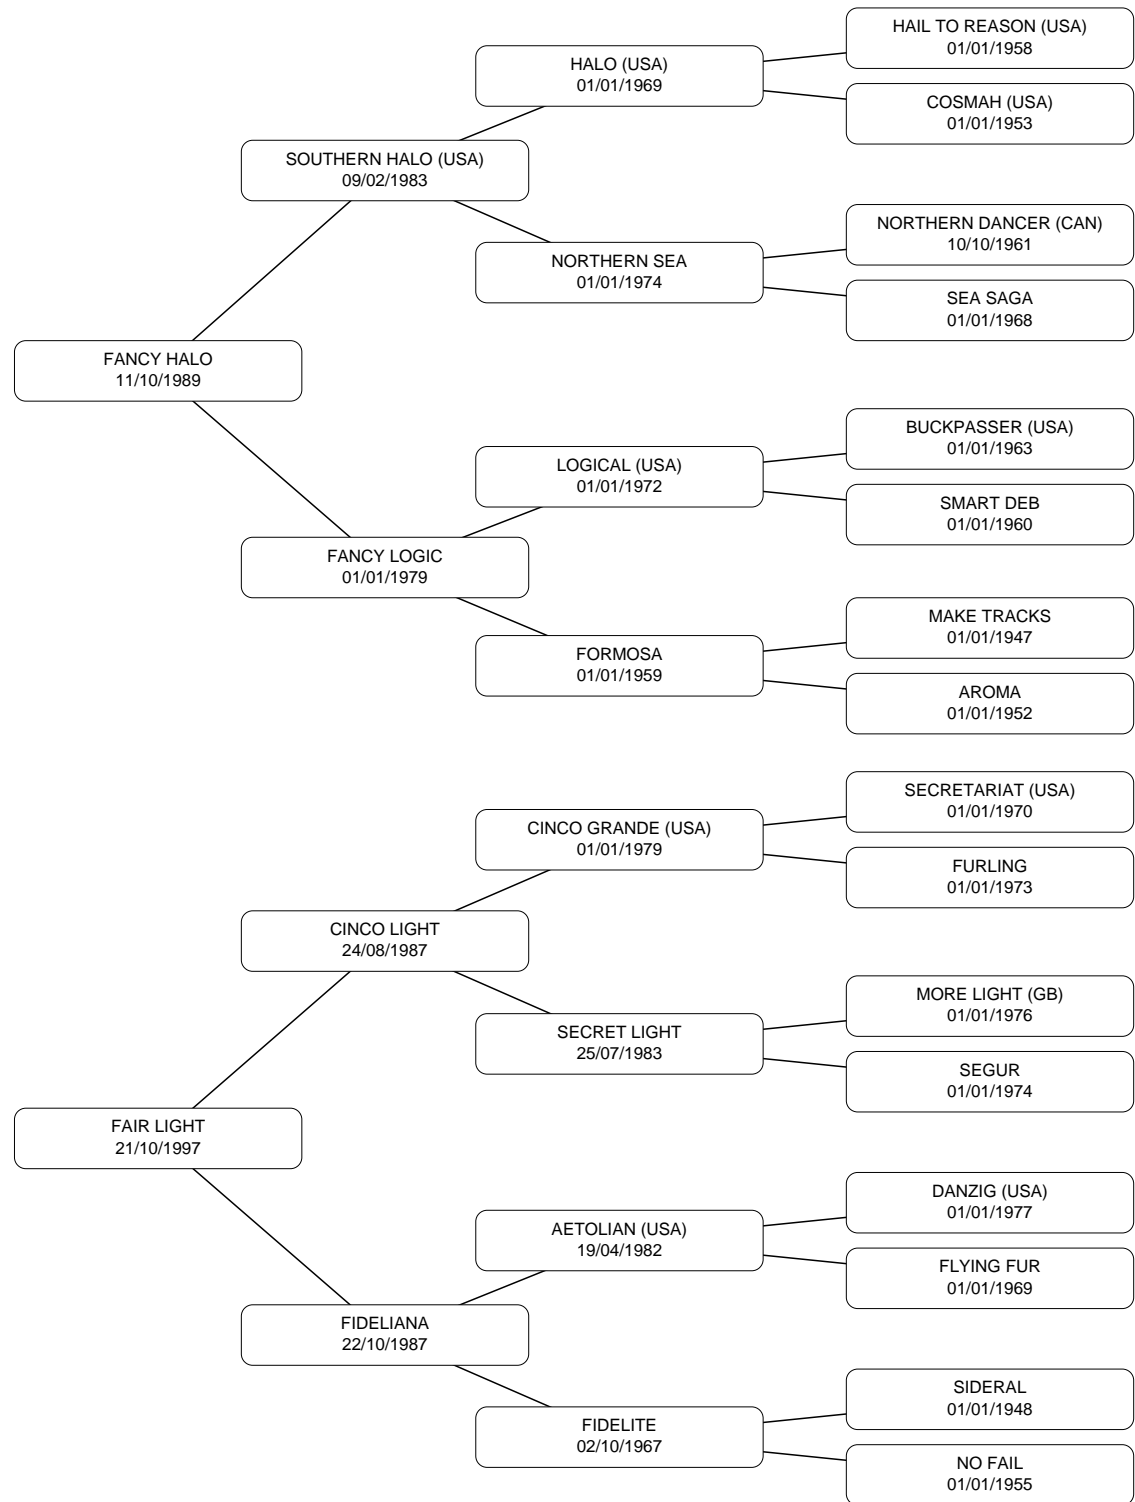 HAIL TO REASON (USA)
01/01/1958
HALO (USA)
01/01/1969
COSMAH (USA)
01/01/1953
SOUTHERN HALO (USA)
09/02/1983
NORTHERN DANCER (CAN)
10/10/1961
NORTHERN SEA
01/01/1974
SEA SAGA
01/01/1968
FANCY HALO
11/10/1989
BUCKPASSER (USA)
01/01/1963
LOGICAL (USA)
01/01/1972
SMART DEB
01/01/1960
FANCY LOGIC
01/01/1979
MAKE TRACKS
01/01/1947
FORMOSA
01/01/1959
AROMA
01/01/1952
SECRETARIAT (USA)
01/01/1970
CINCO GRANDE (USA)
01/01/1979
FURLING
01/01/1973
CINCO LIGHT
24/08/1987
MORE LIGHT (GB)
01/01/1976
SECRET LIGHT
25/07/1983
SEGUR
01/01/1974
FAIR LIGHT
21/10/1997
DANZIG (USA)
01/01/1977
AETOLIAN (USA)
19/04/1982
FLYING FUR
01/01/1969
FIDELIANA
22/10/1987
SIDERAL
01/01/1948
FIDELITE
02/10/1967
NO FAIL
01/01/1955